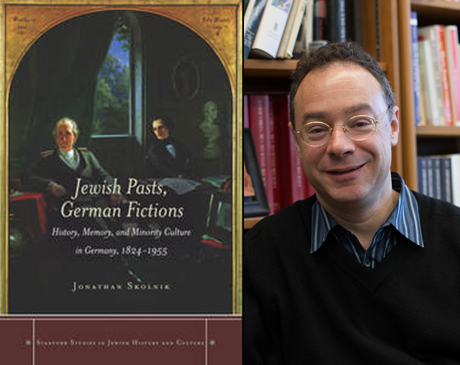 Jewish Pasts,
German Fictions
History, Memory, and Minority Culture
in Germany, 1824–1955
JONATHAN SKOLNIK
STANFORD STUDIES IN JEWISH HISTORY AND CULTURE